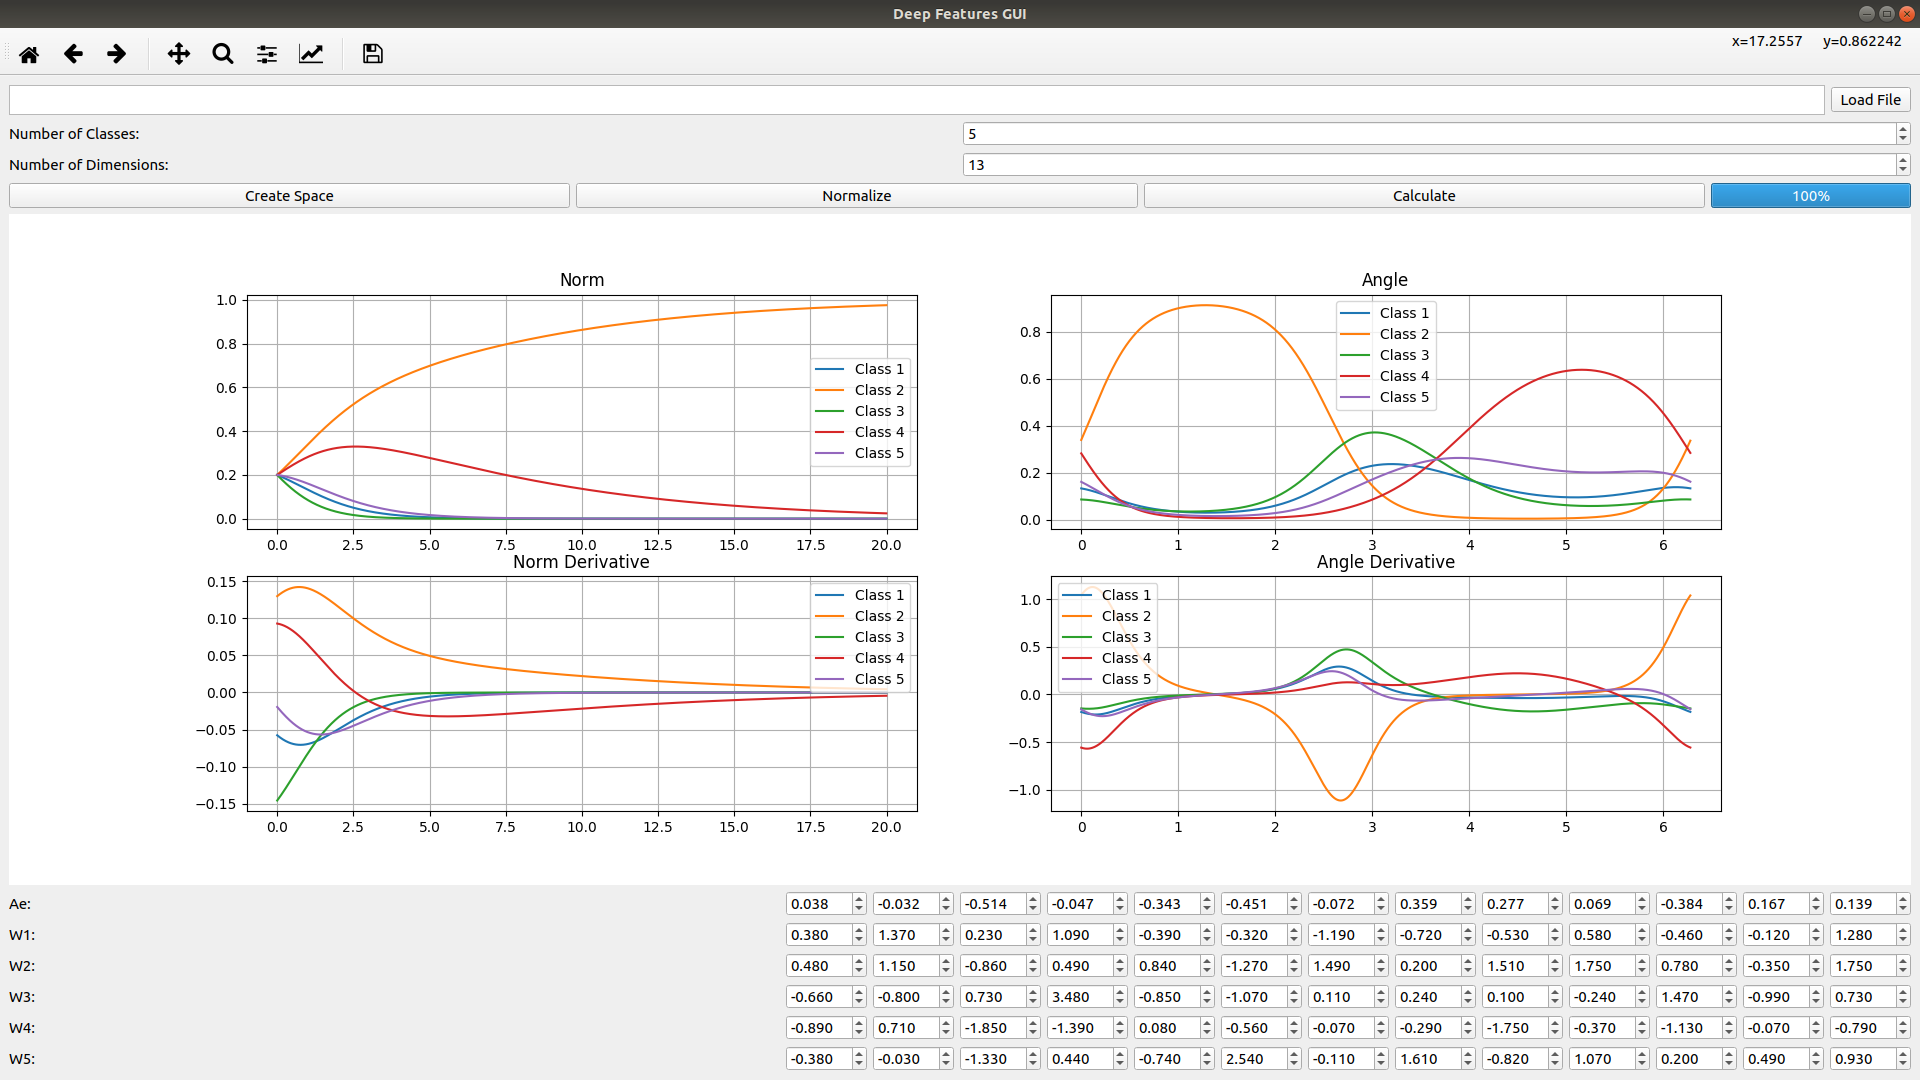 Deep Features GUI
x=17.2557 y=0.862242
Load File
Number of Classes: 5
Number of Dimensions: 13
Create Space Normalize Calculate 100%
Norm
1.0
0.8
0.6
0.4
0.2
0.0
Class 1
Class 2
Class 3
Class 4
Class 5
0.0 2.5 5.0 7.5 10.0 12.5 15.0 17.5 20.0
Angle
0.8
0.6
0.4
0.2
0.0
Class 1
Class 2
Class 3
Class 4
Class 5
0 1 2 3 4 5 6
Norm Derivative
0.15
0.10
0.05
0.00
−0.05
−0.10
−0.15
Class 1
Class 2
Class 3
Class 4
Class 5
0.0 2.5 5.0 7.5 10.0 12.5 15.0 17.5 20.0
Angle Derivative
1.0
0.5
0.0
−0.5
−1.0
Class 1
Class 2
Class 3
Class 4
Class 5
0 1 2 3 4 5 6
Ae: 0.038 -0.032 -0.514 -0.047 -0.343 -0.451 -0.072 0.359 0.277 0.069 -0.384 0.167 0.139
W1: 0.380 1.370 0.230 1.090 -0.390 -0.320 -1.190 -0.720 -0.530 0.580 -0.460 -0.120 1.280
W2: 0.480 1.150 -0.860 0.490 0.840 -1.270 1.490 0.200 1.510 1.750 0.780 -0.350 1.750
W3: -0.660 -0.800 0.730 3.480 -0.850 -1.070 0.110 0.240 0.100 -0.240 1.470 -0.990 0.730
W4: -0.890 0.710 -1.850 -1.390 0.080 -0.560 -0.070 -0.290 -1.750 -0.370 -1.130 -0.070 -0.790
W5: -0.380 -0.030 -1.330 0.440 -0.740 2.540 -0.110 1.610 -0.820 1.070 0.200 0.490 0.930